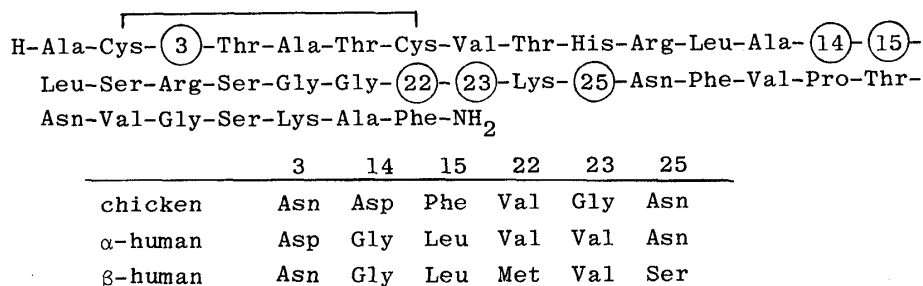 H-Ala-Cys-3-Thr-Ala-Thr-Cys-Val-Thr-His-Arg-Leu-Ala-14-15-
Leu-Ser-Arg-Ser-Gly-Gly-22-23-Lys-25-Asn-Phe-Val-Pro-Thr-
Asn-Val-Gly-Ser-Lys-Ala-Phe-NH2
3 14 15 22 23 25
chicken Asn Asp Phe Val Gly Asn
α-human Asp Gly Leu Val Val Asn
β-human Asn Gly Leu Met Val Ser